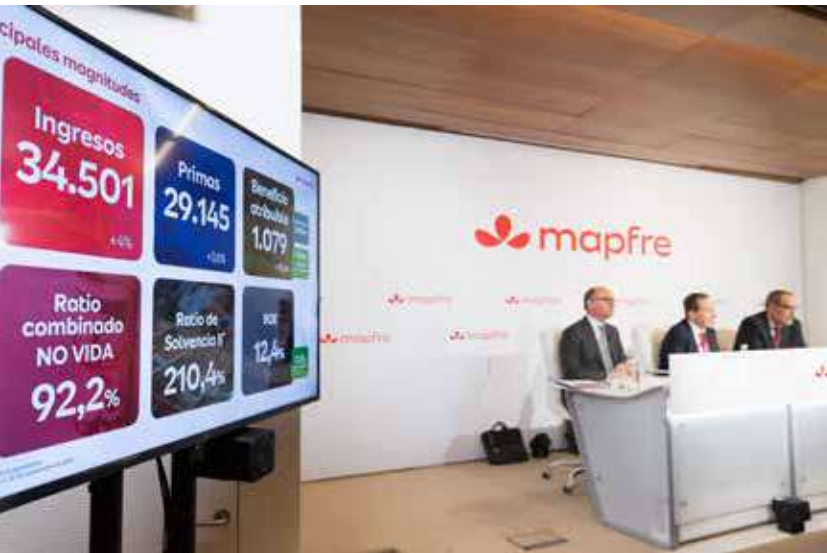 cipales magnitudes
Ingresos
34.501
+4%
Primas
29.145
Beneficio
atribuible
1.079
Ratio
combinado
NO VIDA
92,2%
Ratio de
Solvencia II*
210,4%
ROE
12,4%
mapfre
mapfre
mapfre
mapfre
mapfre
mapfre